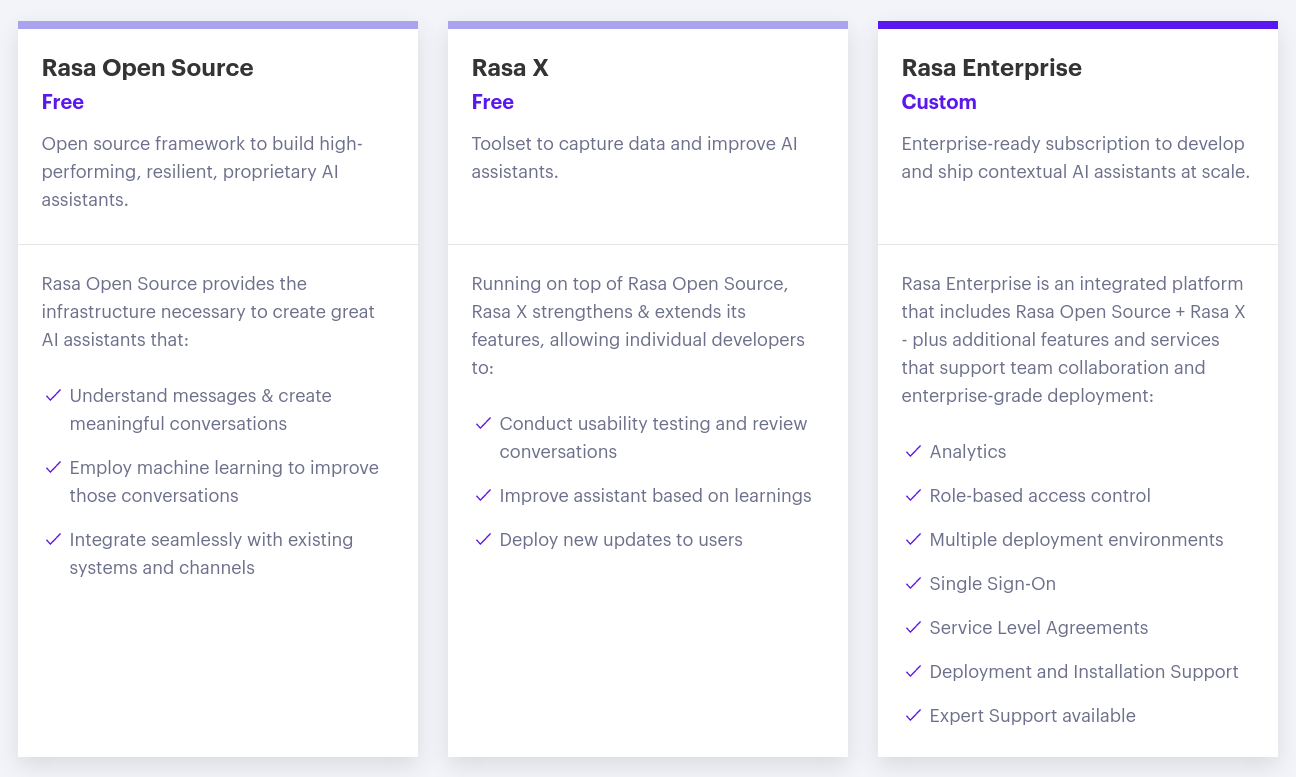 Rasa Open Source
Free
Open source framework to build high-
performing, resilient, proprietary AI
assistants.
Rasa Open Source provides the
infrastructure necessary to create great
AI assistants that:
Understand messages & create
meaningful conversations
Employ machine learning to improve
those conversations
Integrate seamlessly with existing
systems and channels
Rasa X
Free
Toolset to capture data and improve AI
assistants.
Running on top of Rasa Open Source,
Rasa X strengthens & extends its
features, allowing individual developers
to:
Conduct usability testing and review
conversations
Improve assistant based on learnings
Deploy new updates to users
Rasa Enterprise
Custom
Enterprise-ready subscription to develop
and ship contextual AI assistants at scale.
Rasa Enterprise is an integrated platform
that includes Rasa Open Source + Rasa X
- plus additional features and services
that support team collaboration and
enterprise-grade deployment:
Analytics
Role-based access control
Multiple deployment environments
Single Sign-On
Service Level Agreements
Deployment and Installation Support
Expert Support available